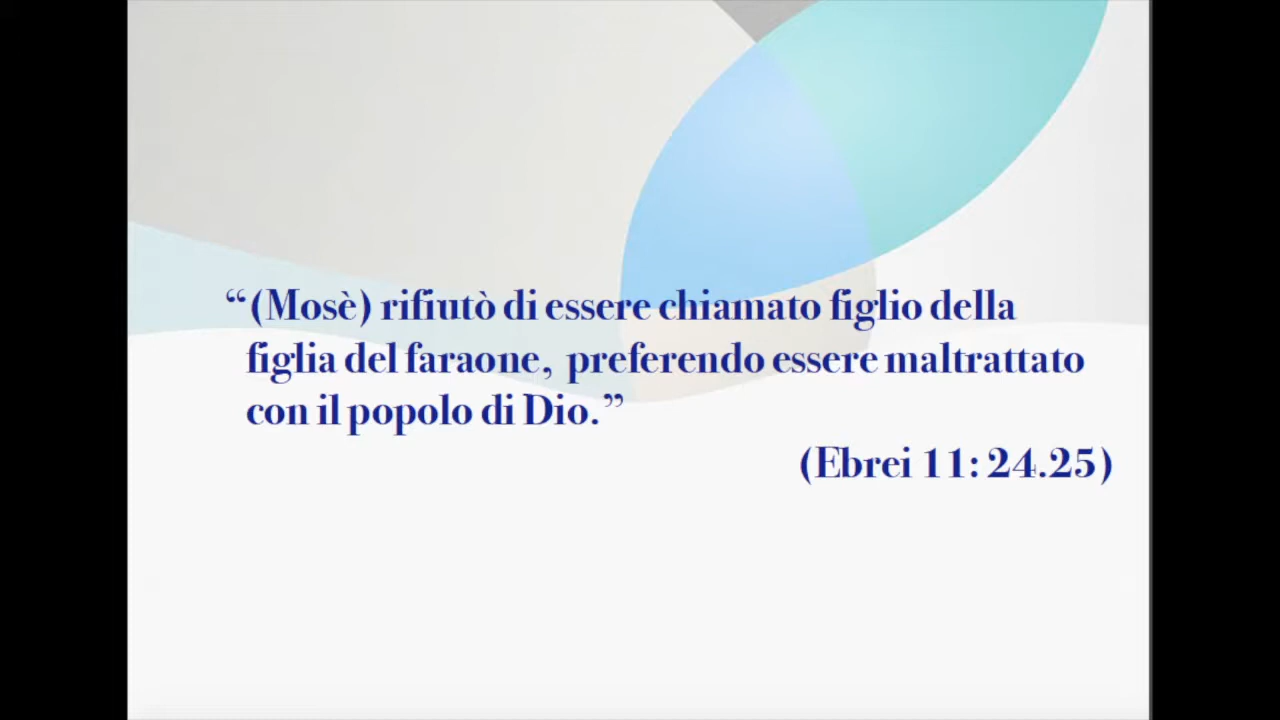 “(Mosè) rifiutò di essere chiamato figlio della
figlia del faraone, preferendo essere maltrattato
con il popolo di Dio.”
(Ebrei 11: 24.25)